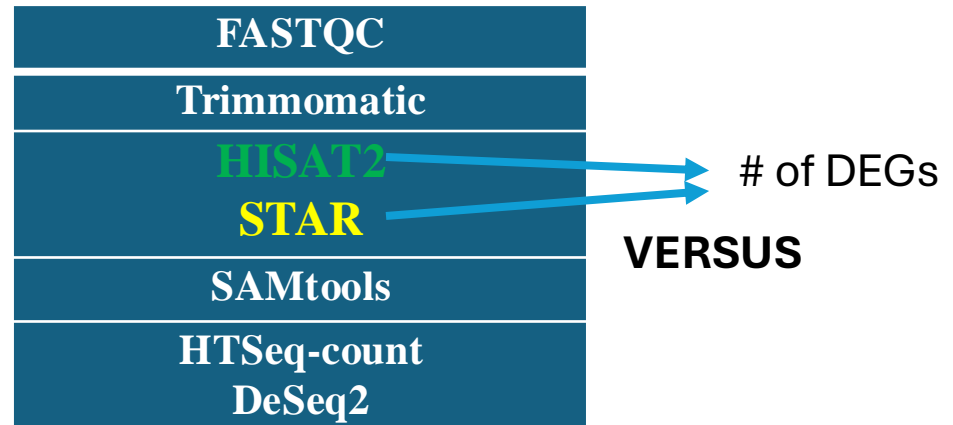 FASTQC
Trimmomatic
HISAT2
STAR
# of DEGs
VERSUS
SAMtools
HTSeq-count
DeSeq2